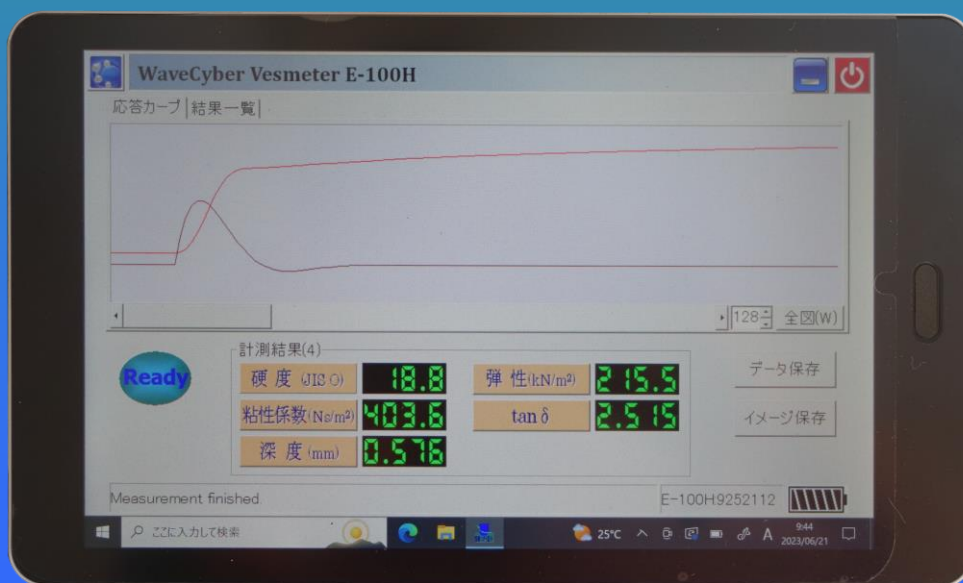 WaveCyber Vesmeter E-100H
応答カーブ 結果一覧
128 全図(W)
計測結果(4)
Ready
硬度(JIS O) 18.8 弾性(kN/m²) 215.5 データ保存
粘性係数(Ns/m²) 403.6 tan δ 2.515 イメージ保存
深度(mm) 0.576
Measurement finished. E-100H9252112
ここに入力して検索 25°C A 9:44
2023/06/21